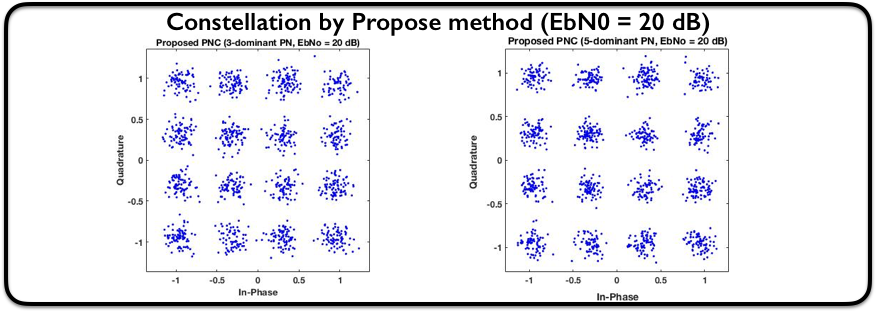 Constellation by Propose method (EbN0 = 20 dB)
Proposed PNC (3-dominant PN, EbNo = 20 dB)
1
0.5
0
-0.5
-1
Quadrature
-1
-0.5
0
0.5
1
In-Phase
Proposed PNC (5-dominant PN, EbNo = 20 dB)
1
0.5
0
-0.5
-1
Quadrature
-1
-0.5
0
0.5
1
In-Phase